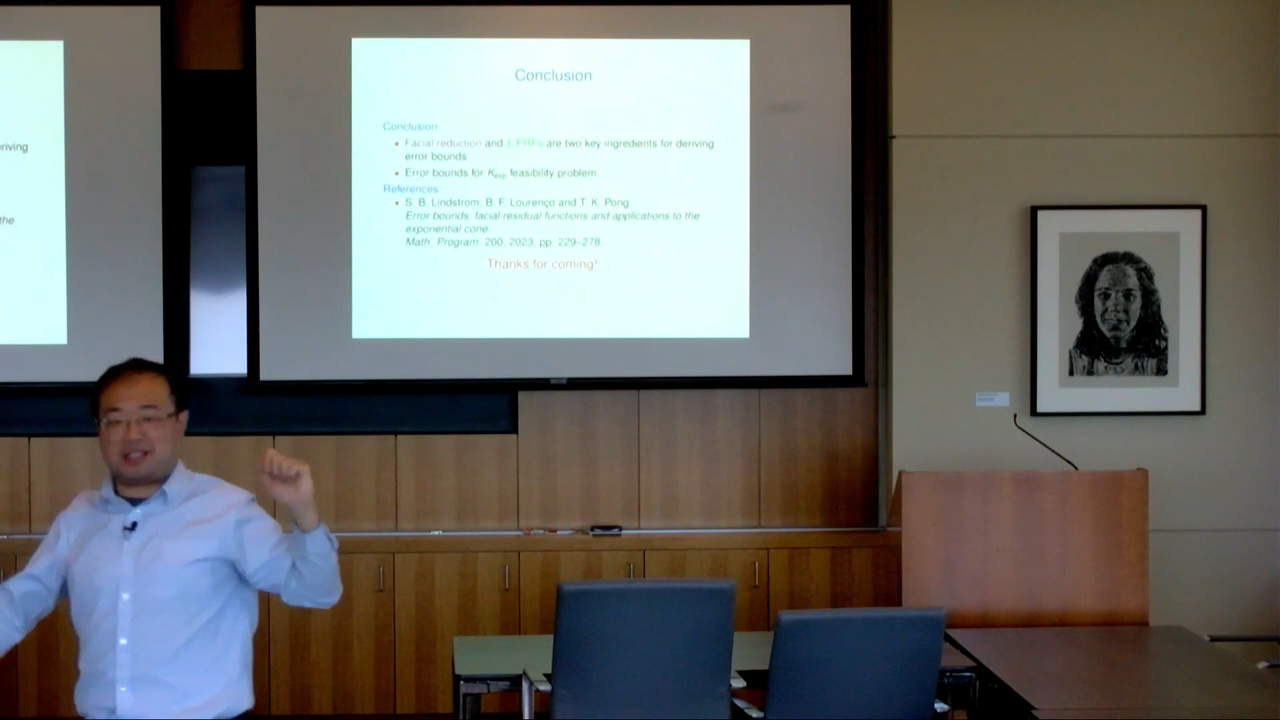 eriving
the
Conclusion
Conclusion:
• Facial reduction and 1-FRFs are two key ingredients for deriving
error bounds.
• Error bounds for Kexp feasibility problem.
References:
• S. B. Lindstrom, B. F. Lourenço and T. K. Pong.
Error bounds, facial residual functions and applications to the
exponential cone.
Math. Program. 200, 2023, pp. 229–278.
Thanks for coming!